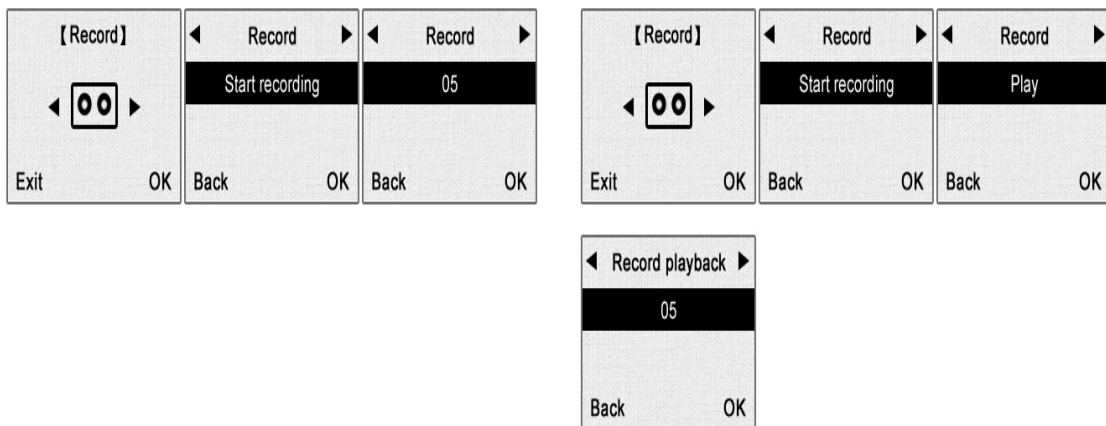 【Record】
Exit OK
Record
Start recording
Back OK
Record
05
Back OK
【Record】
Exit OK
Record
Start recording
Back OK
Record
Play
Back OK
Record playback
05
Back OK